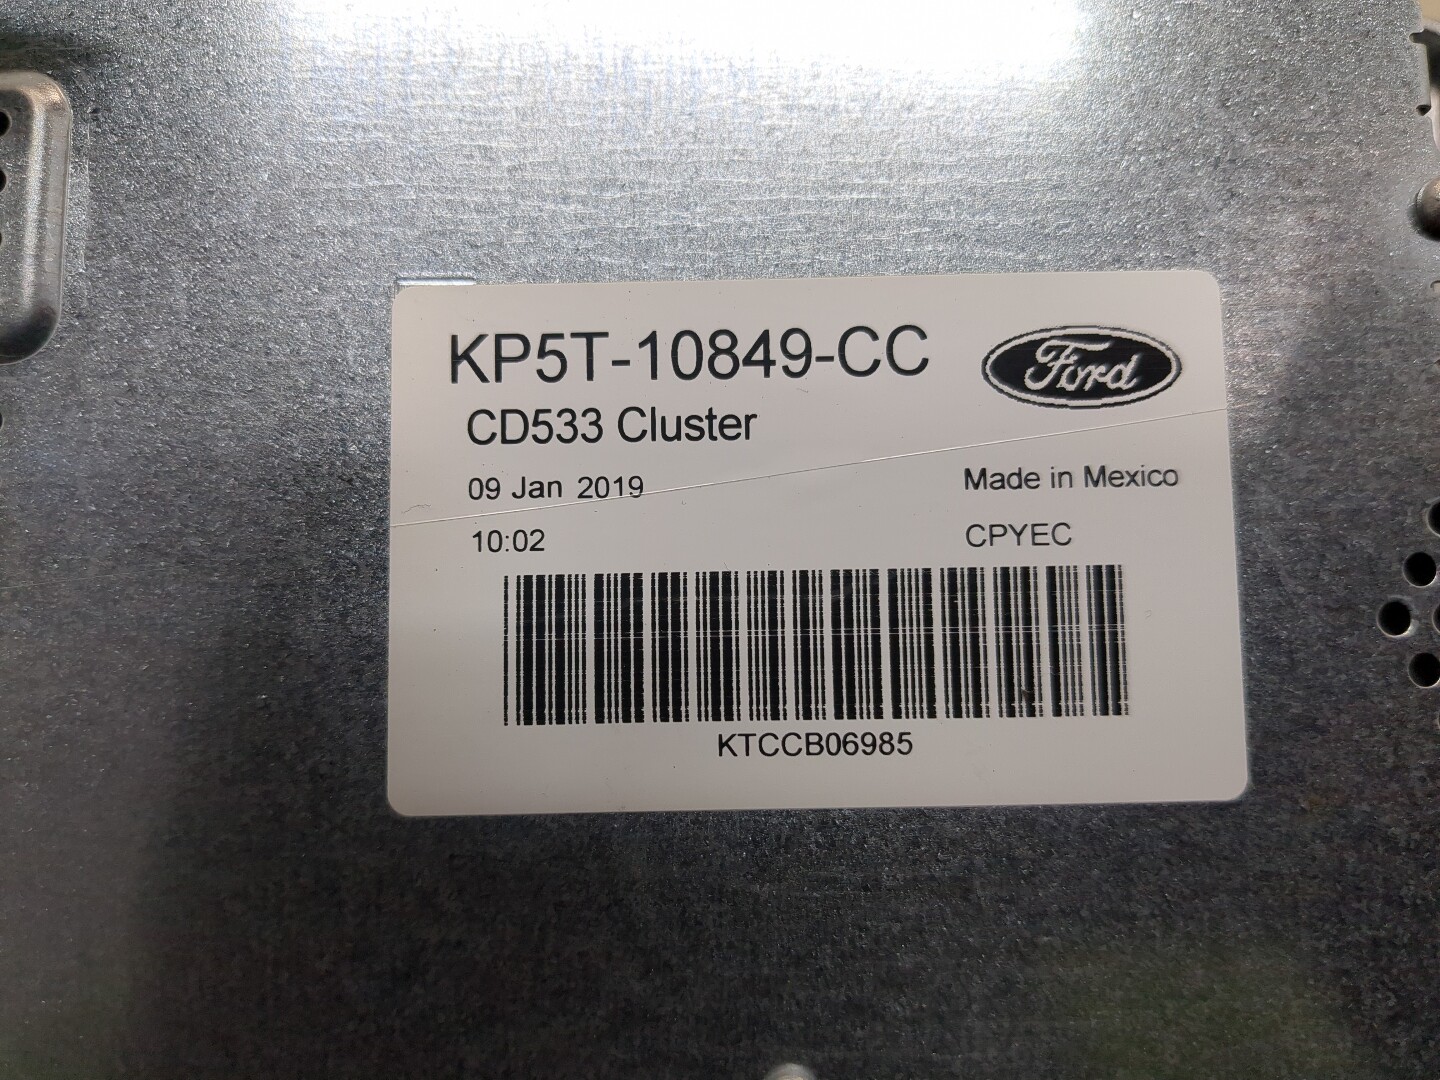 KP5T-10849-CC
Ford
CD533 Cluster
09 Jan 2019
Made in Mexico
10:02
CPYEC
KTCCB06985